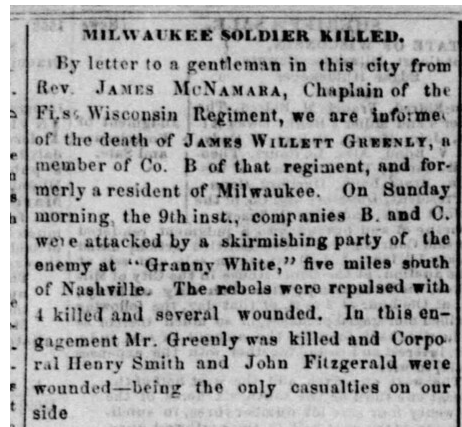 MILWAUKEE SOLDIER KILLED.
By letter to a gentleman in this city from
Rev. JAMES MCNAMARA, Chaplain of the
Wisconsin Regiment, we are informe
of the death of JAMES WILLETT GREENLY, a
member of Co. B of that regiment, and for-
merly a resident of Milwaukee. On Sunday
morning, the 9th inst., companies B. and C.
were attacked by a skirmishing party of the
enemy at "Granny White," five miles south
of Nashville. The rebels were repulsed with
4 killed and several wounded. In this en-
gagement Mr. Greenly was killed and Corpo
ral Henry Smith and John Fitzgerald were
wounded—being the only casualties on our
side